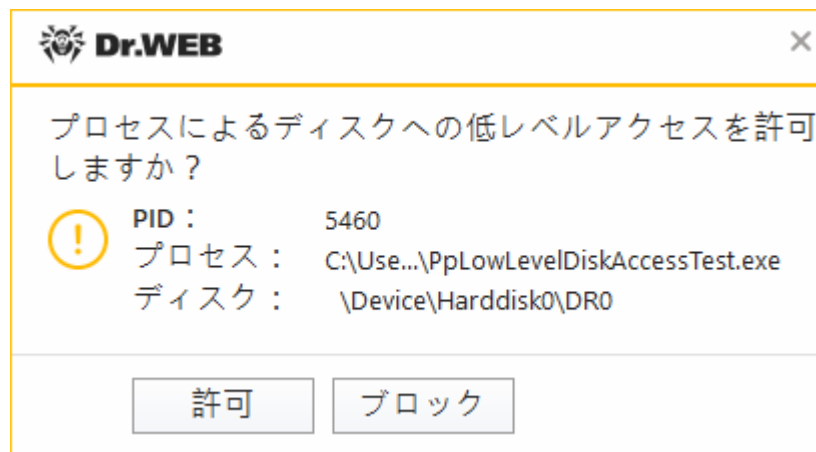 Dr.WEB
プロセスによるディスクへの低レベルアクセスを許可
しますか？
PID： 5460
プロセス： C:\Use...\PpLowLevelDiskAccessTest.exe
ディスク： \Device\Harddisk0\DR0
許可 ブロック